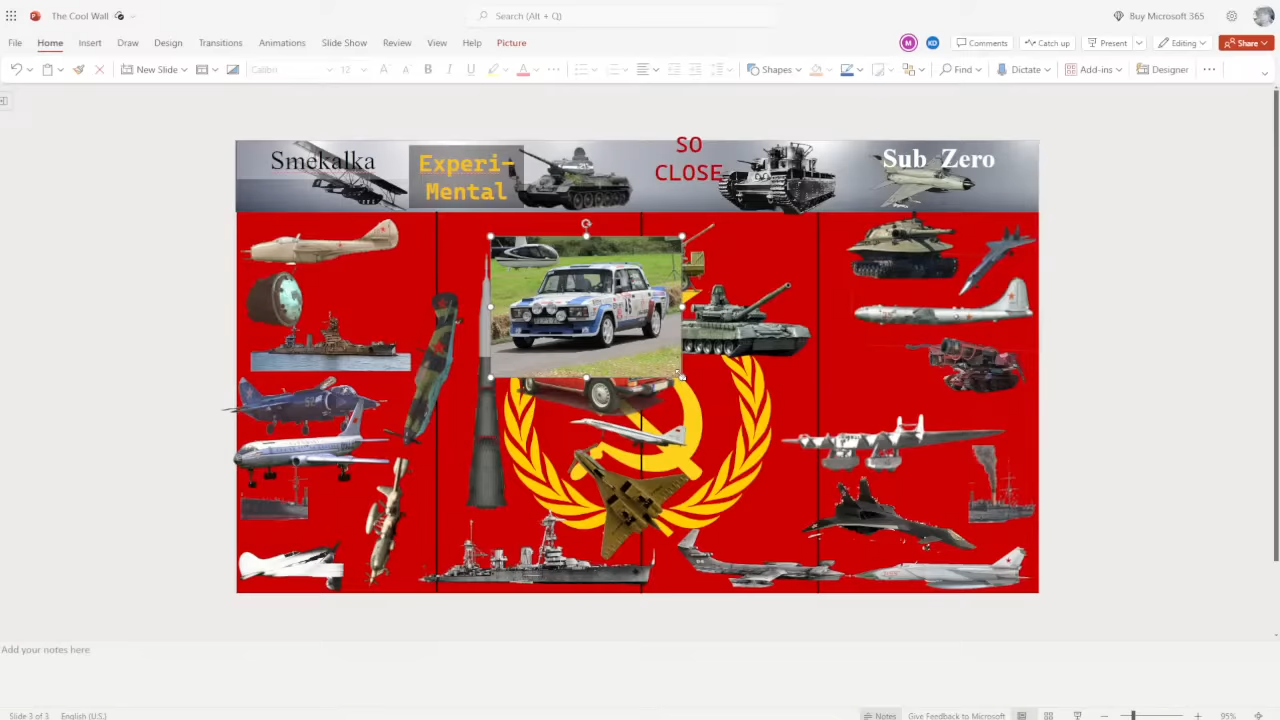 The Cool Wall
Search (Alt + Q)
Buy Microsoft 365
File Home Insert Draw Design Transitions Animations Slide Show Review View Help Picture
M KD Comments Catch up Present Editing Share
New Slide Calibri 12 A A B I U A Shapes Find Dictate Add-ins Designer
Smekalka
Experi-
Mental
SO
CLOSE
Sub Zero
Add your notes here
Slide 3 of 3 English (U.S.) Notes Give Feedback to Microsoft 95%